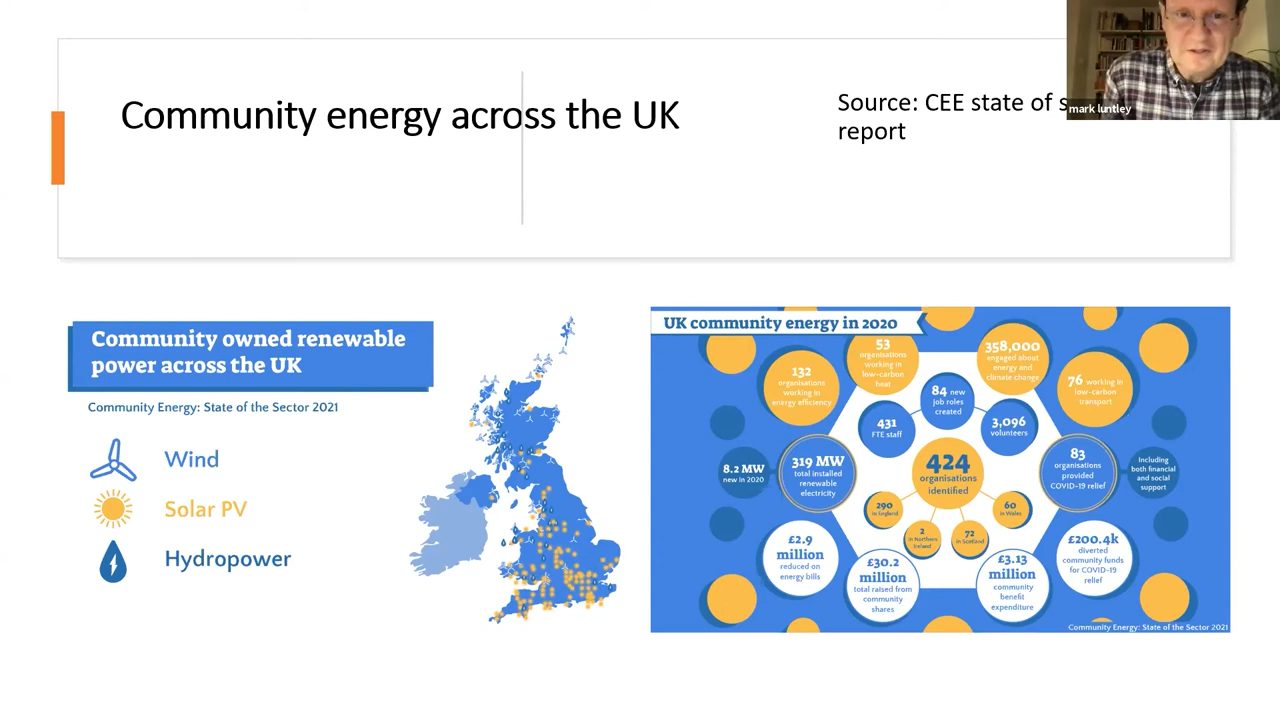 Community energy across the UK
Source: CEE state of
report
mark luntley
Community owned renewable
power across the UK
Community Energy: State of the Sector 2021
Wind
Solar PV
Hydropower
UK community energy in 2020
53
organisations
working in
low-carbon
heat
358,000
engaged about
energy and
climate change
132
organisations
working in
energy efficiency
76 working in
low-carbon
transport
84 new
job roles
created
431
FTE staff
3,096
volunteers
8.2 MW
new in 2020
319 MW
total installed
renewable
electricity
424
organisations
identified
83
organisations
provided
COVID-19 relief
Including
both financial
and social
support
290
in England
2
in Northern
Ireland
72
in Scotland
60
in Wales
£2.9
million
reduced on
energy bills
£30.2
million
total raised from
community
shares
£3.13
million
community
benefit
expenditure
£200.4k
diverted
community funds
for COVID-19
relief
Community Energy: State of the Sector 2021